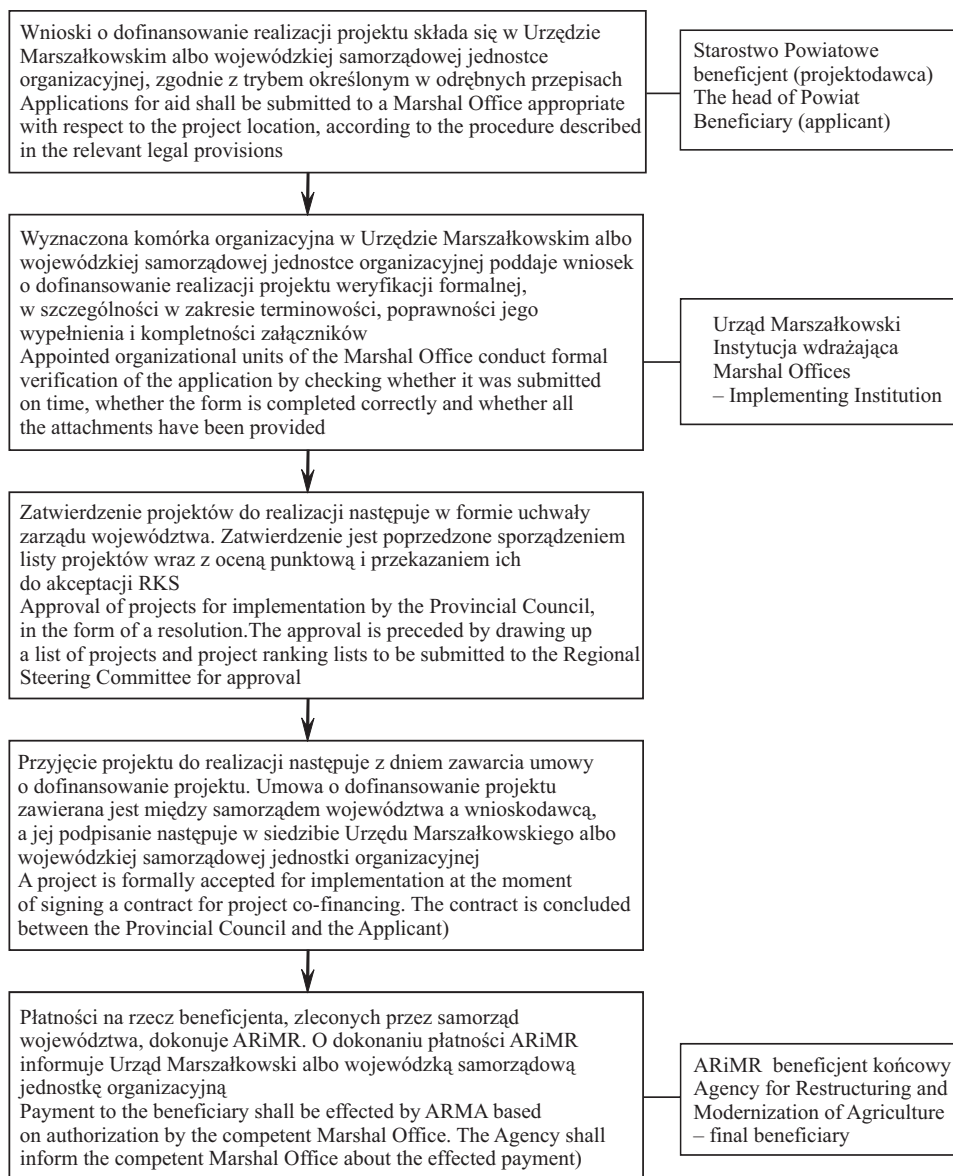 Wnioski o dofinansowanie realizacji projektu składa się w Urzędzie
Marszałkowskim albo wojewódzkiej samorządowej jednostce
organizacyjnej, zgodnie z trybem określonym w odrębnych przepisach
Applications for aid shall be submitted to a Marshal Office appropriate
with respect to the project location, according to the procedure described
in the relevant legal provisions
Starostwo Powiatowe
beneficjent (projektodawca)
The head of Powiat
Beneficiary (applicant)
Wyznaczona komórka organizacyjna w Urzędzie Marszałkowskim albo
wojewódzkiej samorządowej jednostce organizacyjnej poddaje wniosek
o dofinansowanie realizacji projektu weryfikacji formalnej,
w szczególności w zakresie terminowości, poprawności jego
wypełnienia i kompletności załączników
Appointed organizational units of the Marshal Office conduct formal
verification of the application by checking whether it was submitted
on time, whether the form is completed correctly and whether all
the attachments have been provided
Urząd Marszałkowski
Instytucja wdrażająca
Marshal Offices
– Implementing Institution
Zatwierdzenie projektów do realizacji następuje w formie uchwały
zarządu województwa. Zatwierdzenie jest poprzedzone sporządzeniem
listy projektów wraz z oceną punktową i przekazaniem ich
do akceptacji RKS
Approval of projects for implementation by the Provincial Council,
in the form of a resolution.The approval is preceded by drawing up
a list of projects and project ranking lists to be submitted to the Regional
Steering Committee for approval
Przyjęcie projektu do realizacji następuje z dniem zawarcia umowy
o dofinansowanie projektu. Umowa o dofinansowanie projektu
zawierana jest między samorządem województwa a wnioskodawcą,
a jej podpisanie następuje w siedzibie Urzędu Marszałkowskiego albo
wojewódzkiej samorządowej jednostki organizacyjnej
A project is formally accepted for implementation at the moment
of signing a contract for project co-financing. The contract is concluded
between the Provincial Council and the Applicant)
Płatności na rzecz beneficjenta, zleconych przez samorząd
województwa, dokonuje ARiMR. O dokonaniu płatności ARiMR
informuje Urząd Marszałkowski albo wojewódzką samorządową
jednostkę organizacyjną
Payment to the beneficiary shall be effected by ARMA based
on authorization by the competent Marshal Office. The Agency shall
inform the competent Marshal Office about the effected payment)
ARiMR beneficjent końcowy
Agency for Restructuring and
Modernization of Agriculture
– final beneficiary